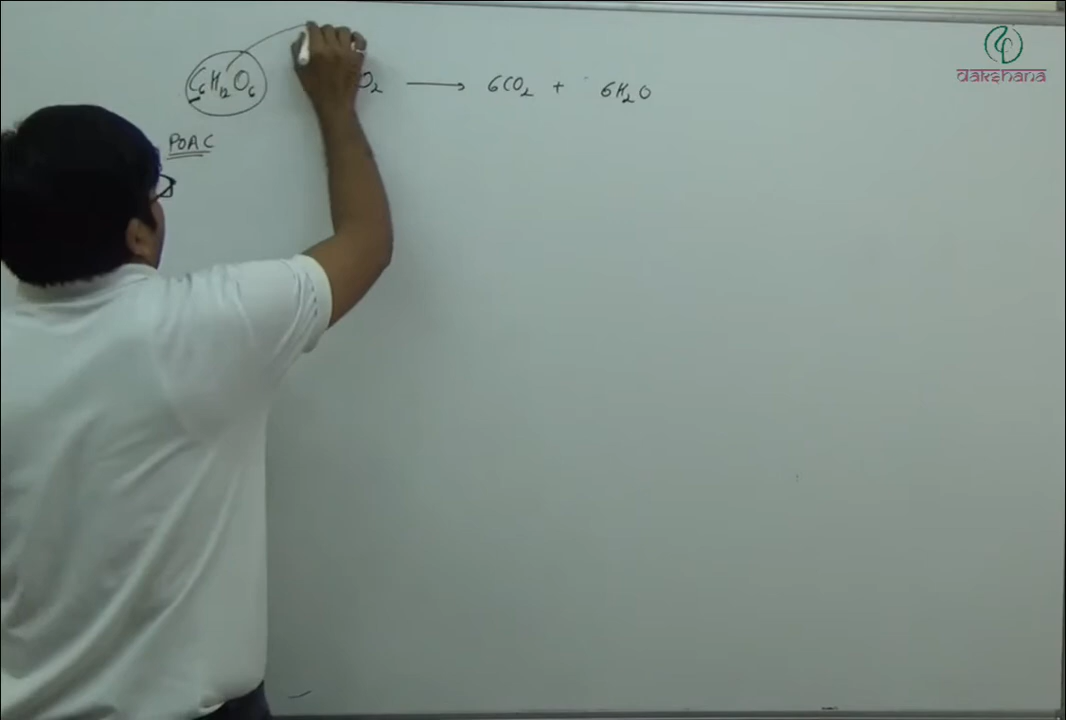 C₆H₁₂O₆ O₂ ⟶ 6CO₂ + 6H₂O
POAC
dakshana